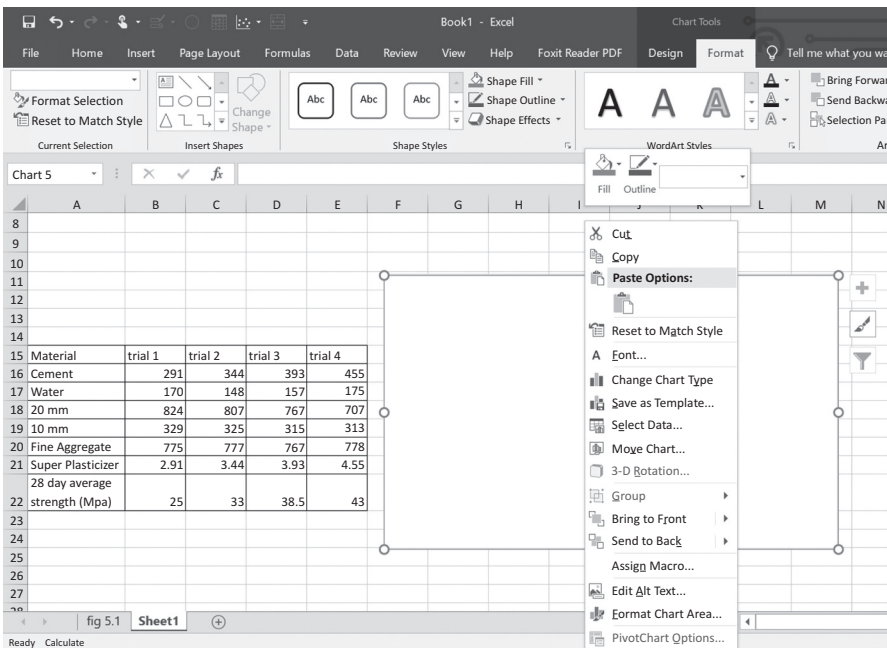 Book1 - Excel
Chart Tools
File Home Insert Page Layout Formulas Data Review View Help Foxit Reader PDF Design Format Tell me what you wa
Format Selection
Reset to Match Style
Current Selection
Change
Shape
Insert Shapes
Abc Abc Abc
Shape Fill
Shape Outline
Shape Effects
Shape Styles
A A A
WordArt Styles
A
A
A
Bring Forwar
Send Backwa
Selection Pa
Ar
Chart 5
fx
Fill Outline
A B C D E F G H I J K L M N
8
9
10
11
12
13
14
15 Material trial 1 trial 2 trial 3 trial 4
16 Cement 291 344 393 455
17 Water 170 148 157 175
18 20 mm 824 807 767 707
19 10 mm 329 325 315 313
20 Fine Aggregate 775 777 767 778
21 Super Plasticizer 2.91 3.44 3.93 4.55
28 day average
22 strength (Mpa) 25 33 38.5 43
23
24
25
26
27
28
Cut
Copy
Paste Options:
Reset to Match Style
A Font...
Change Chart Type
Save as Template...
Select Data...
Move Chart...
3-D Rotation...
Group
Bring to Front
Send to Back
Assign Macro...
Edit Alt Text...
Format Chart Area...
PivotChart Options...
fig 5.1 Sheet1
Ready Calculate